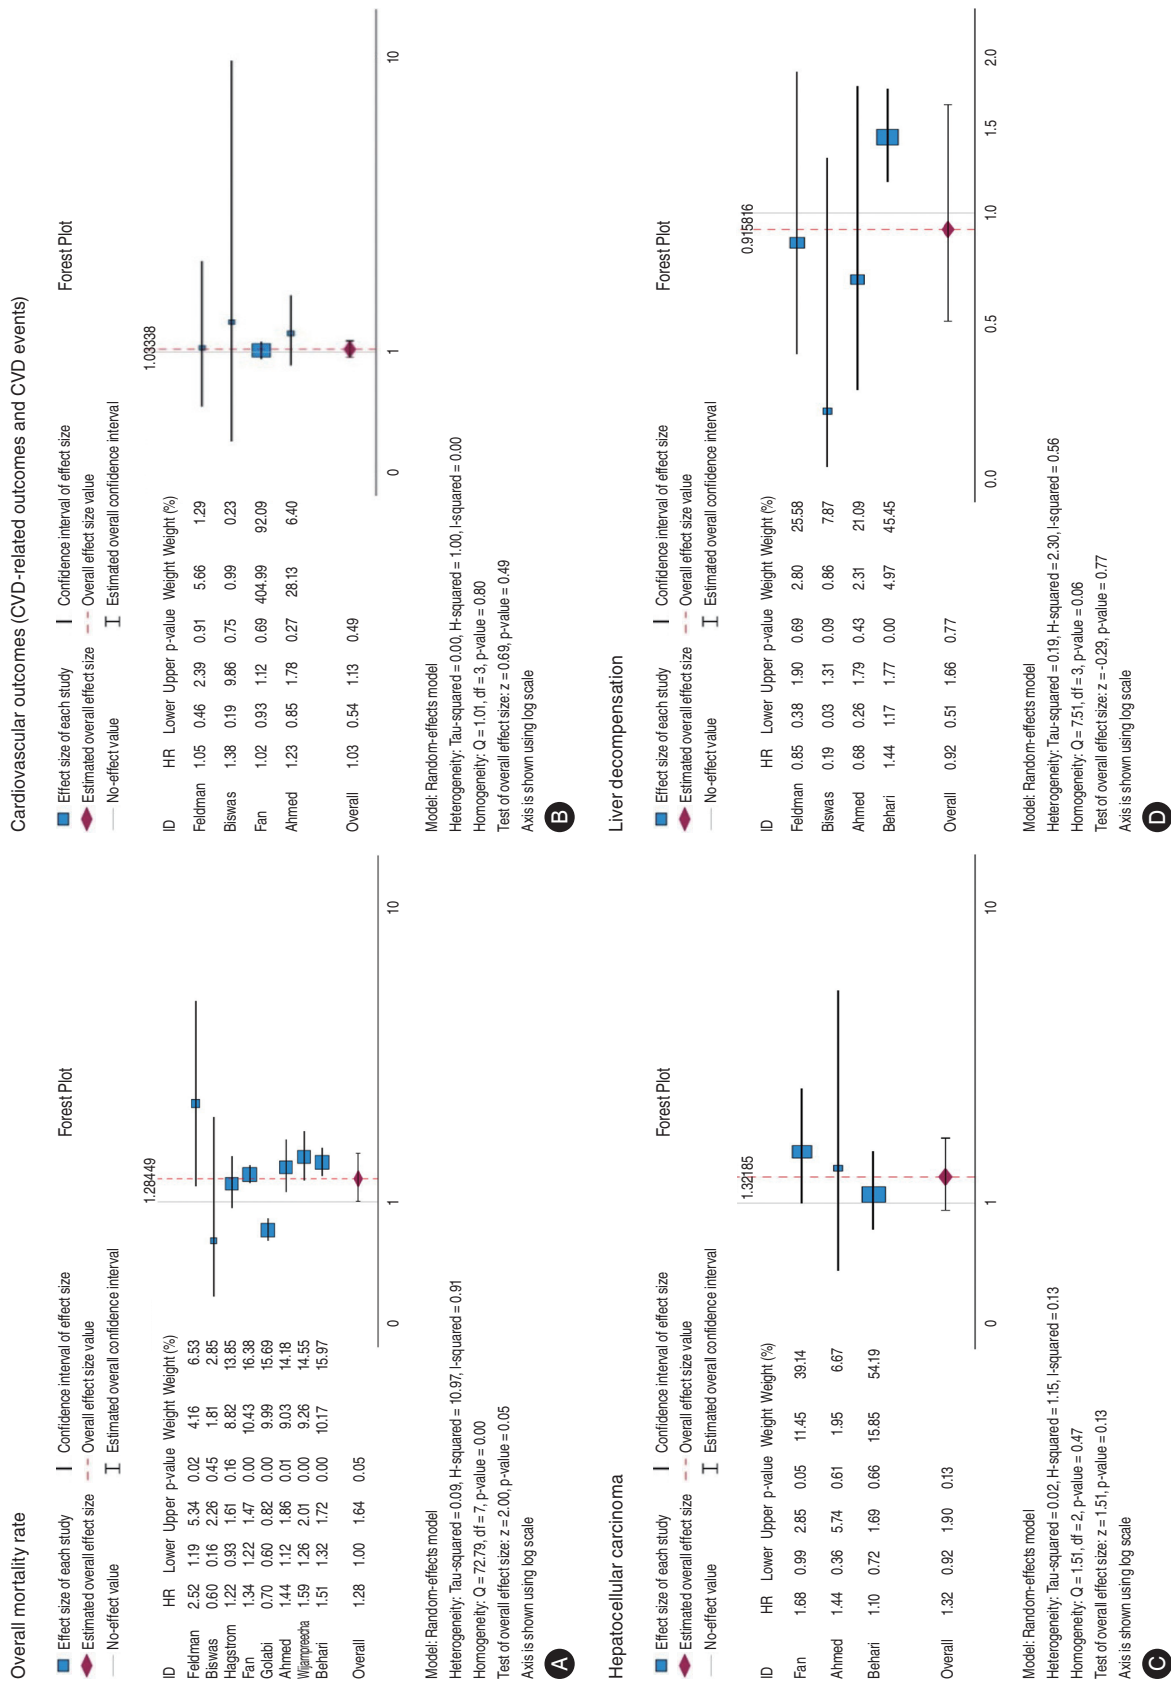 Overall mortality rate
Effect size of each study
Confidence interval of effect size
Estimated overall effect size
Overall effect size value
No-effect value
Estimated overall confidence interval
Forest Plot
ID HR Lower Upper p-value Weight Weight (%)
Feldman 2.52 1.19 5.34 0.02 4.16 6.53
Biswas 0.60 0.16 2.26 0.45 1.81 2.85
Hagstrom 1.22 0.93 1.61 0.16 8.82 13.85
Fan 1.34 1.22 1.47 0.00 10.43 16.38
Golabi 0.70 0.60 0.82 0.00 9.99 15.69
Ahmed 1.44 1.12 1.86 0.01 9.03 14.18
Wijarnpreecha 1.59 1.26 2.01 0.00 9.26 14.55
Behari 1.51 1.32 1.72 0.00 10.17 15.97
Overall 1.28 1.00 1.64 0.05
1.28449
0 1 10
Model: Random-effects model
Heterogeneity: Tau-squared = 0.09, H-squared = 10.97, I-squared = 0.91
Homogeneity: Q = 72.79, df = 7, p-value = 0.00
Test of overall effect size: z = 2.00, p-value = 0.05
Axis is shown using log scale
A
Cardiovascular outcomes (CVD-related outcomes and CVD events)
Effect size of each study
Confidence interval of effect size
Estimated overall effect size
Overall effect size value
No-effect value
Estimated overall confidence interval
Forest Plot
ID HR Lower Upper p-value Weight Weight (%)
Feldman 1.05 0.46 2.39 0.91 5.66 1.29
Biswas 1.38 0.19 9.86 0.75 0.99 0.23
Fan 1.02 0.93 1.12 0.69 404.99 92.09
Ahmed 1.23 0.85 1.78 0.27 28.13 6.40
Overall 1.03 0.54 1.13 0.49
1.03338
0 1 10
Model: Random-effects model
Heterogeneity: Tau-squared = 0.00, H-squared = 1.00, I-squared = 0.00
Homogeneity: Q = 1.01, df = 3, p-value = 0.80
Test of overall effect size: z = 0.69, p-value = 0.49
Axis is shown using log scale
B
Hepatocellular carcinoma
Effect size of each study
Confidence interval of effect size
Estimated overall effect size
Overall effect size value
No-effect value
Estimated overall confidence interval
Forest Plot
ID HR Lower Upper p-value Weight Weight (%)
Fan 1.68 0.99 2.85 0.05 11.45 39.14
Ahmed 1.44 0.36 5.74 0.61 1.95 6.67
Behari 1.10 0.72 1.69 0.66 15.85 54.19
Overall 1.32 0.92 1.90 0.13
1.32185
0 1 10
Model: Random-effects model
Heterogeneity: Tau-squared = 0.02, H-squared = 1.15, I-squared = 0.13
Homogeneity: Q = 1.51, df = 2, p-value = 0.47
Test of overall effect size: z = 1.51, p-value = 0.13
Axis is shown using log scale
C
Liver decompensation
Effect size of each study
Confidence interval of effect size
Estimated overall effect size
Overall effect size value
No-effect value
Estimated overall confidence interval
Forest Plot
ID HR Lower Upper p-value Weight Weight (%)
Feldman 0.85 0.38 1.90 0.69 2.80 25.58
Biswas 0.19 0.03 1.31 0.09 0.86 7.87
Ahmed 0.68 0.26 1.79 0.43 2.31 21.09
Behari 1.44 1.17 1.77 0.00 4.97 45.45
Overall 0.92 0.51 1.66 0.77
0.915816
0.0 0.5 1.0 1.5 2.0
Model: Random-effects model
Heterogeneity: Tau-squared = 0.19, H-squared = 2.30, I-squared = 0.56
Homogeneity: Q = 7.51, df = 3, p-value = 0.06
Test of overall effect size: z = -0.29, p-value = 0.77
Axis is shown using log scale
D